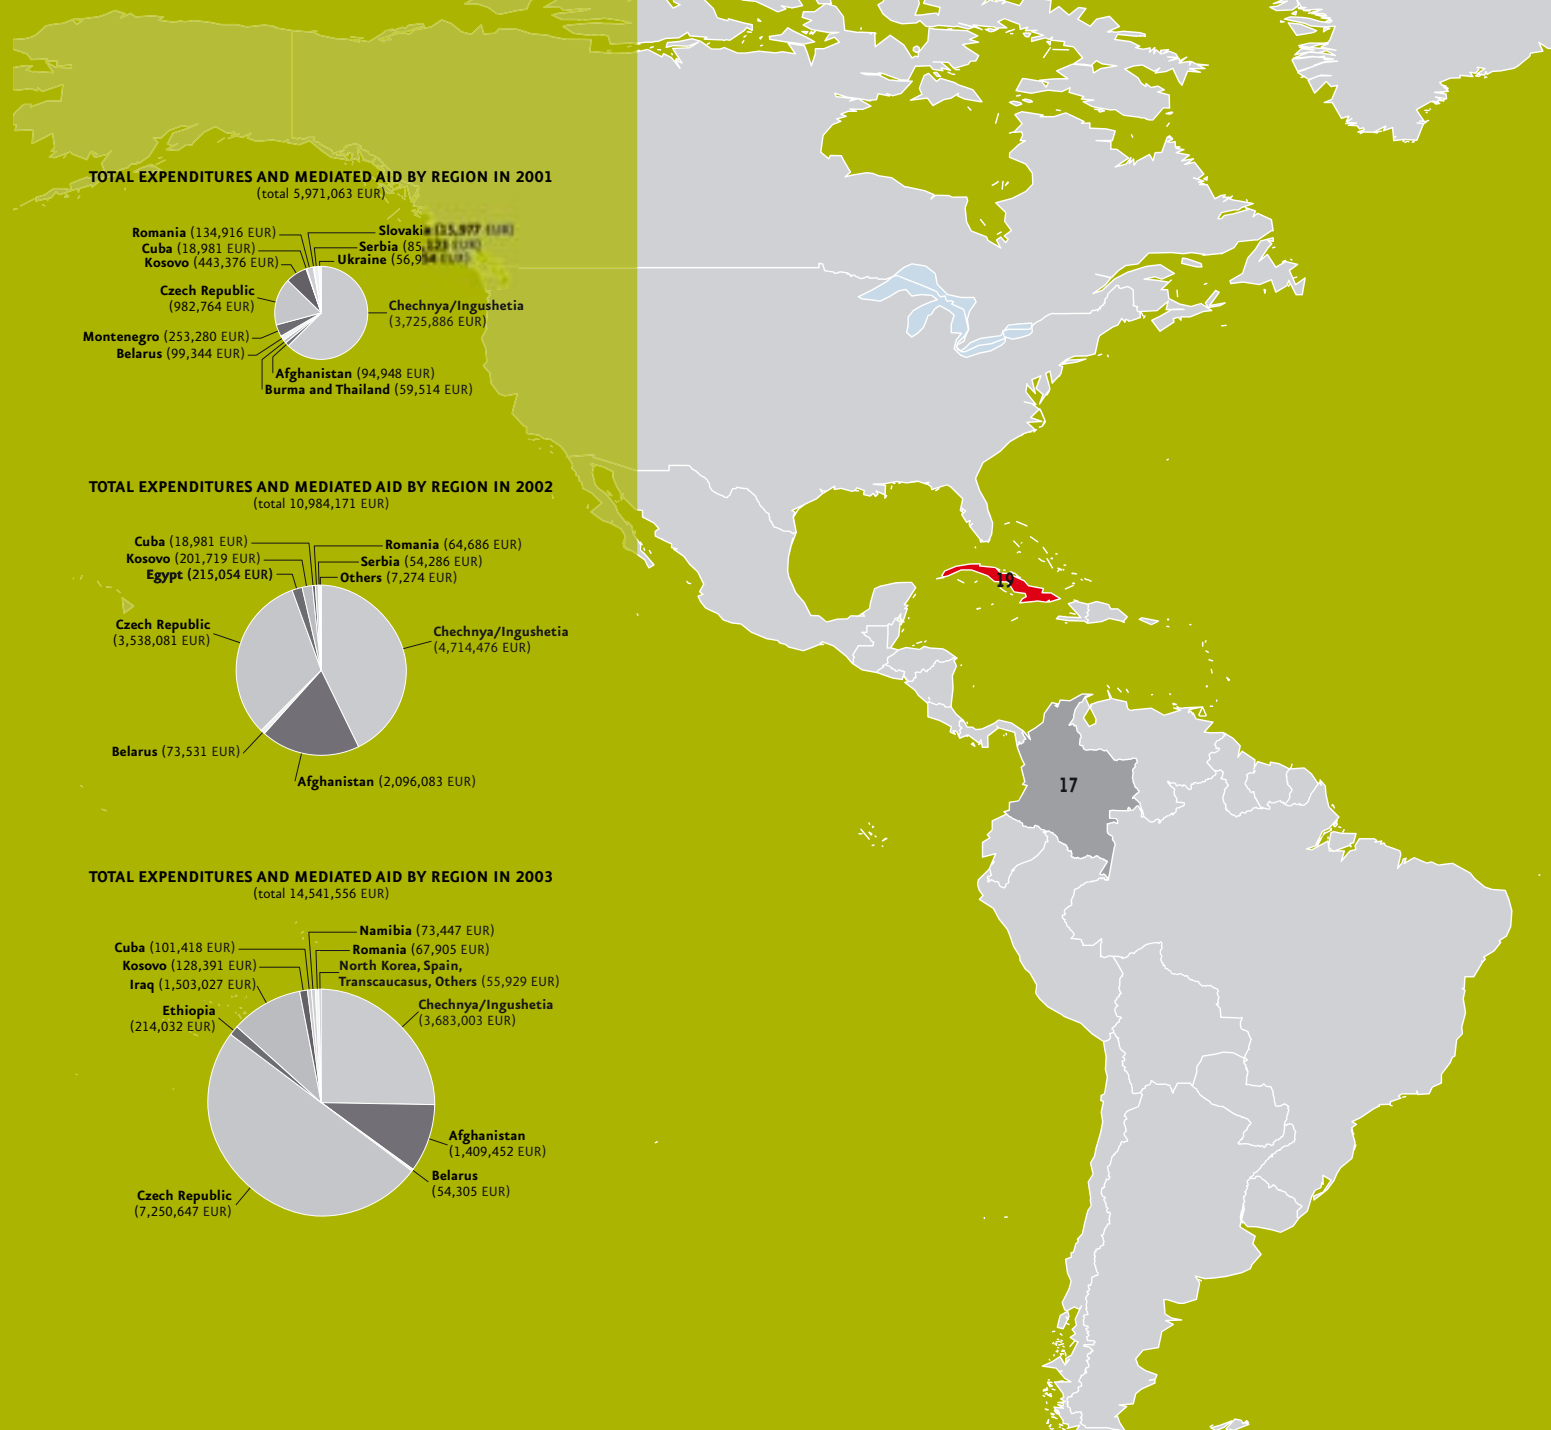 TOTAL EXPENDITURES AND MEDIATED AID BY REGION IN 2001
(total 5,971,063 EUR)
Romania (134,916 EUR)
Slovakia (15,977 EUR)
Cuba (18,981 EUR)
Serbia (85,123 EUR)
Kosovo (443,376 EUR)
Ukraine (56,954 EUR)
Czech Republic
(982,764 EUR)
Chechnya/Ingushetia
(3,725,886 EUR)
Montenegro (253,280 EUR)
Belarus (99,344 EUR)
Afghanistan (94,948 EUR)
Burma and Thailand (59,514 EUR)
TOTAL EXPENDITURES AND MEDIATED AID BY REGION IN 2002
(total 10,984,171 EUR)
Cuba (18,981 EUR)
Romania (64,686 EUR)
Kosovo (201,719 EUR)
Serbia (54,286 EUR)
Egypt (215,054 EUR)
Others (7,274 EUR)
Czech Republic
(3,538,081 EUR)
Chechnya/Ingushetia
(4,714,476 EUR)
Belarus (73,531 EUR)
Afghanistan (2,096,083 EUR)
TOTAL EXPENDITURES AND MEDIATED AID BY REGION IN 2003
(total 14,541,556 EUR)
Namibia (73,447 EUR)
Cuba (101,418 EUR)
Romania (67,905 EUR)
Kosovo (128,391 EUR)
North Korea, Spain,
Transcaucasus, Others (55,929 EUR)
Iraq (1,503,027 EUR)
Chechnya/Ingushetia
(3,683,003 EUR)
Ethiopia
(214,032 EUR)
Afghanistan
(1,409,452 EUR)
Belarus
(54,305 EUR)
Czech Republic
(7,250,647 EUR)
19
17